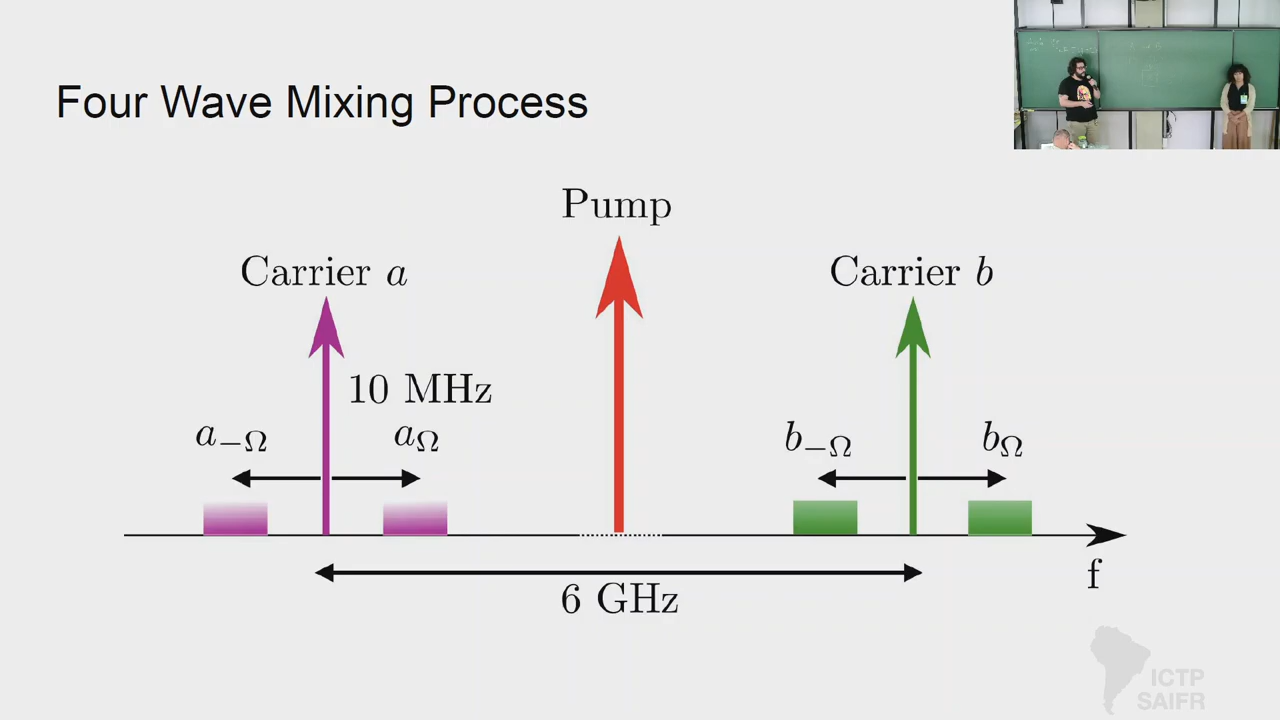 Four Wave Mixing Process
Pump
Carrier a
Carrier b
10 MHz
a₋Ω
aΩ
b₋Ω
bΩ
f
6 GHz
ICTP
SAIFR